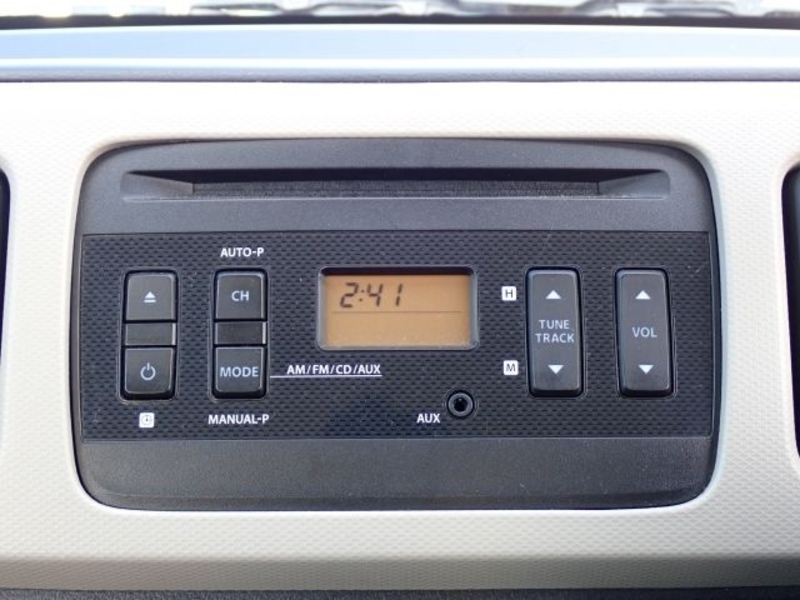 AUTO-P
CH
2:41
H
TUNE
TRACK
VOL
MODE
AM/FM/CD/AUX
M
MANUAL-P
AUX